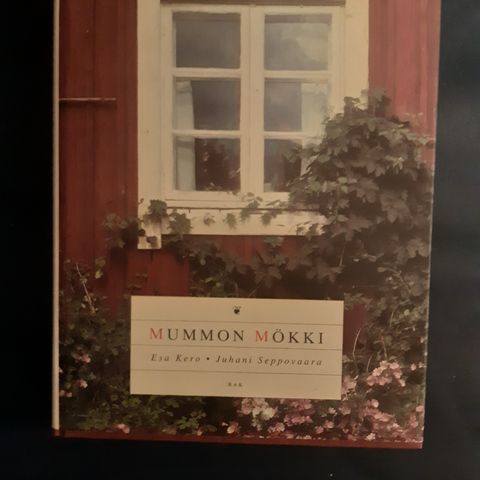 MUMMON MÖKKI
Esa Kero • Juhani Seppovaara
RAK